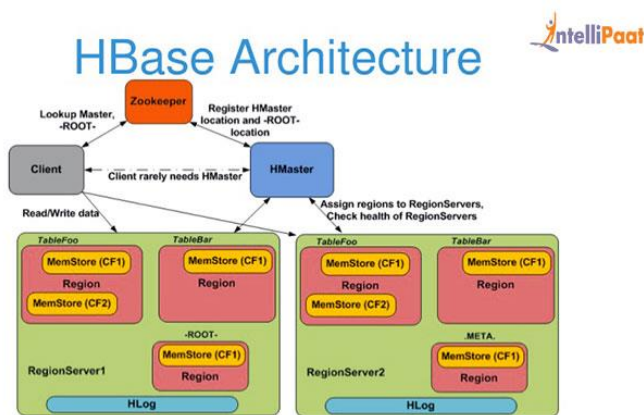 IntelliPaat
HBase Architecture
Zookeeper
Lookup Master,
-ROOT-
Register HMaster
location and -ROOT-
location
Client
Client rarely needs HMaster
HMaster
Read/Write data
Assign regions to RegionServers,
Check health of RegionServers
TableFoo
TableBar
MemStore (CF1)
Region
MemStore (CF2)
MemStore (CF1)
Region
-ROOT-
MemStore (CF1)
Region
RegionServer1
HLog
TableFoo
TableBar
MemStore (CF1)
Region
MemStore (CF2)
MemStore (CF1)
Region
.META.
MemStore (CF1)
Region
RegionServer2
HLog